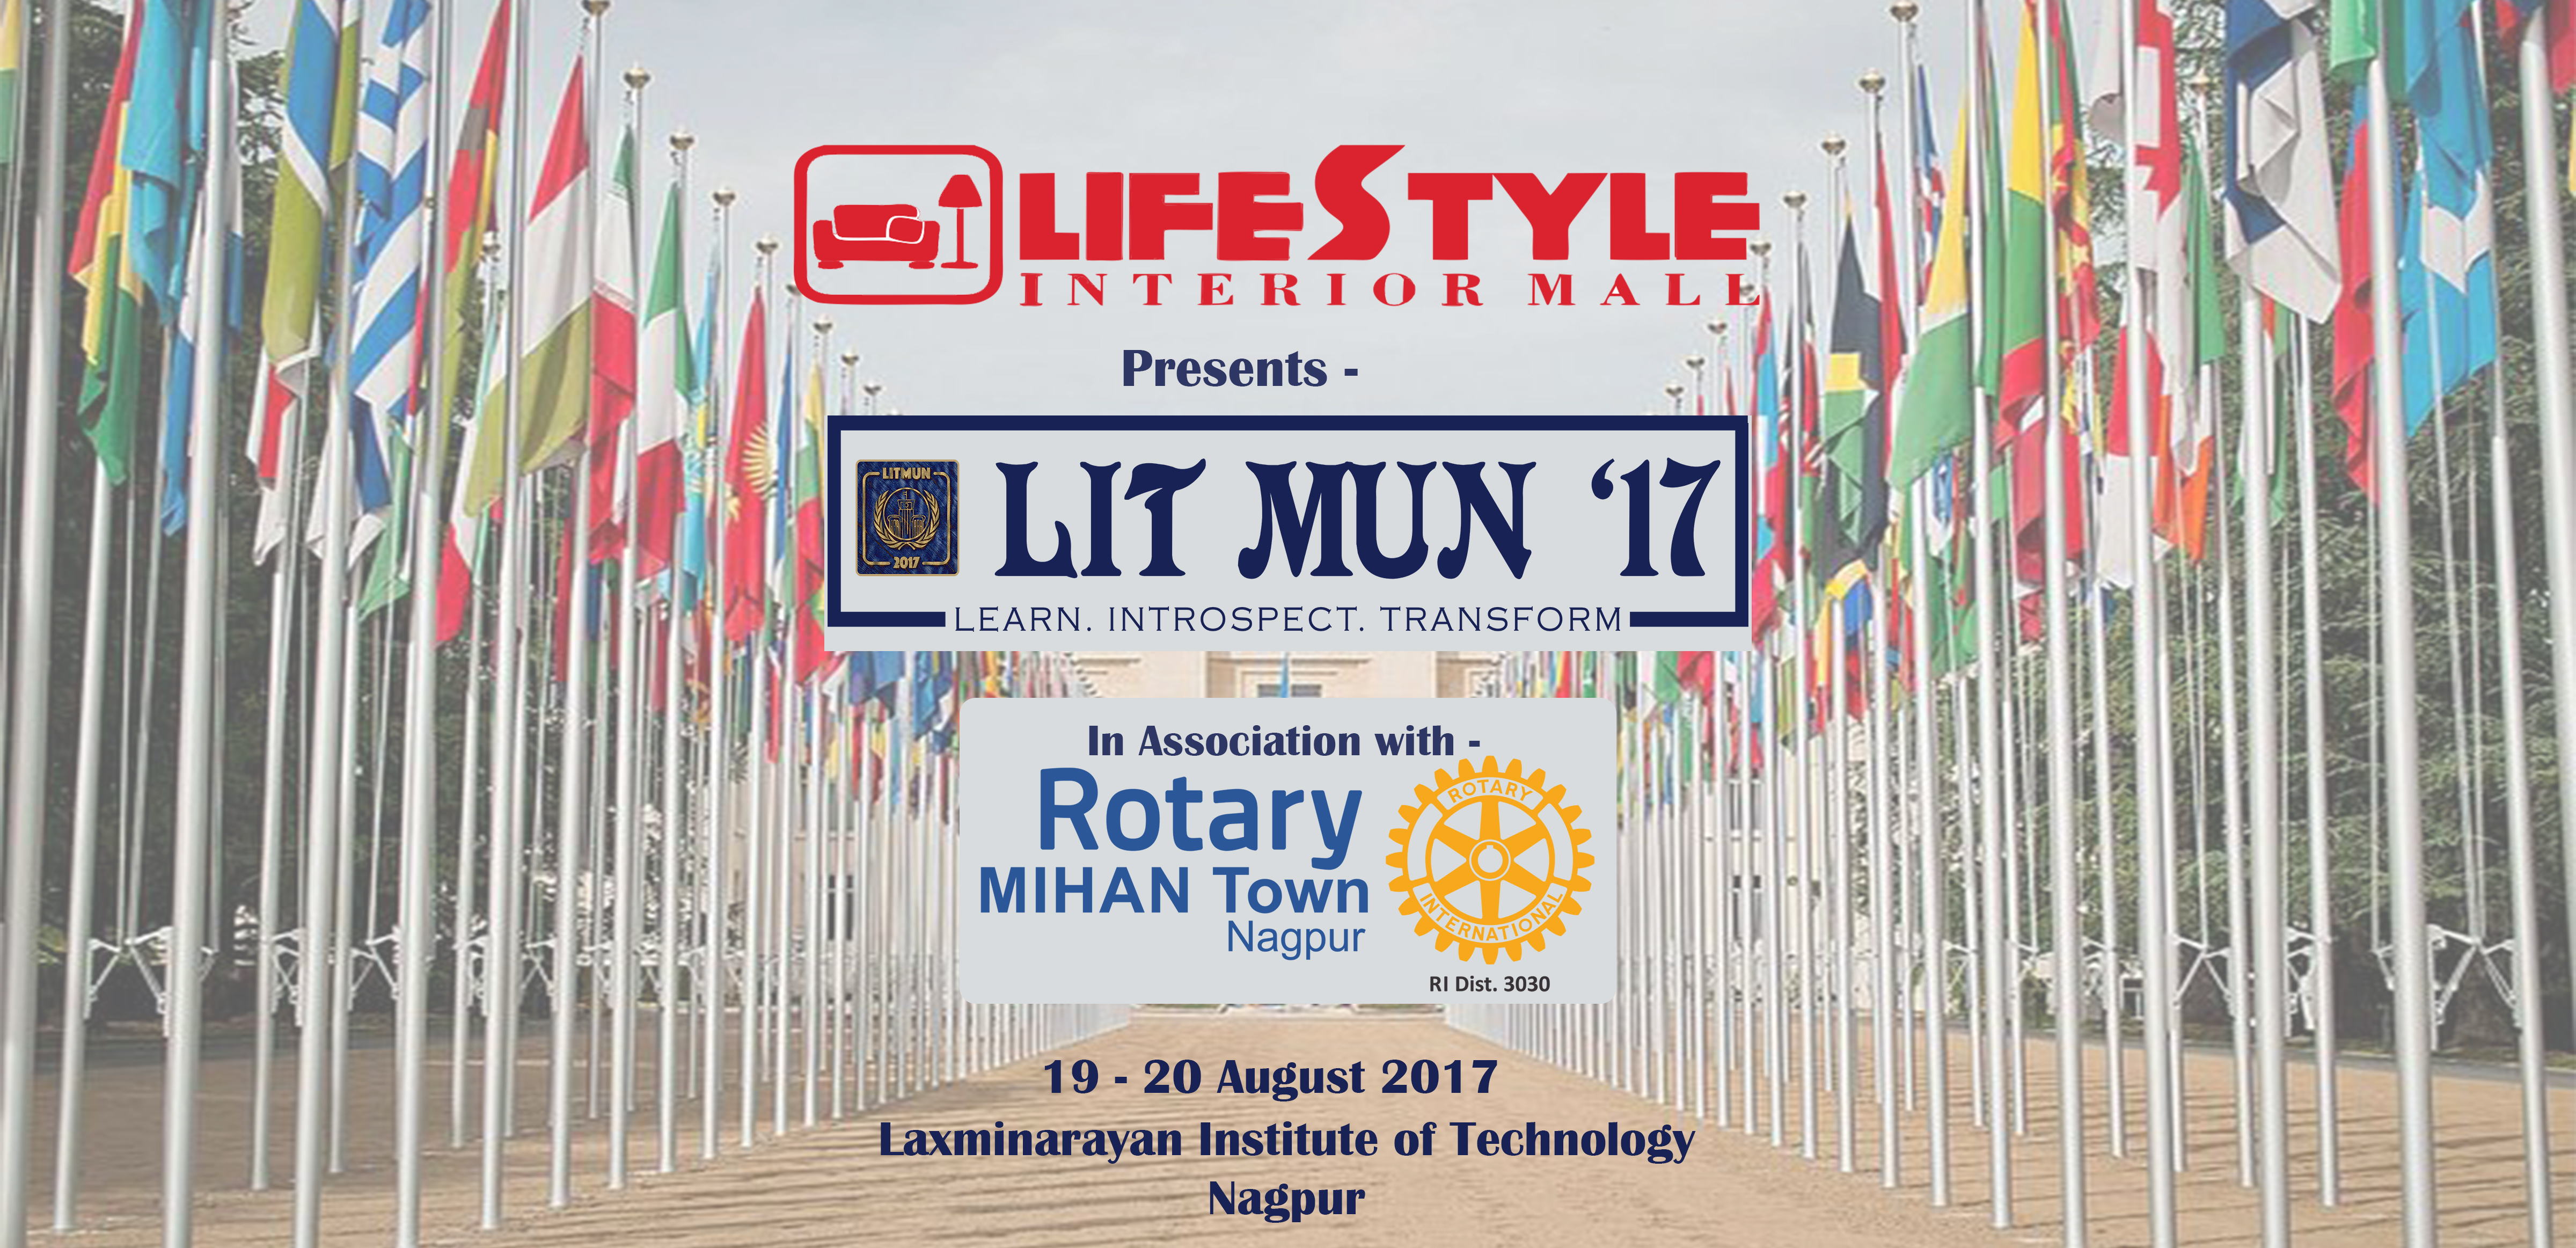 LIFESTYLE
INTERIOR MALL
Presents -
LITMUN
2017
LIT MUN ‘17
LEARN. INTROSPECT. TRANSFORM
In Association with -
Rotary
MIHAN Town
Nagpur
ROTARY
INTERNATIONAL
RI Dist. 3030
19 - 20 August 2017
Laxminarayan Institute of Technology
Nagpur